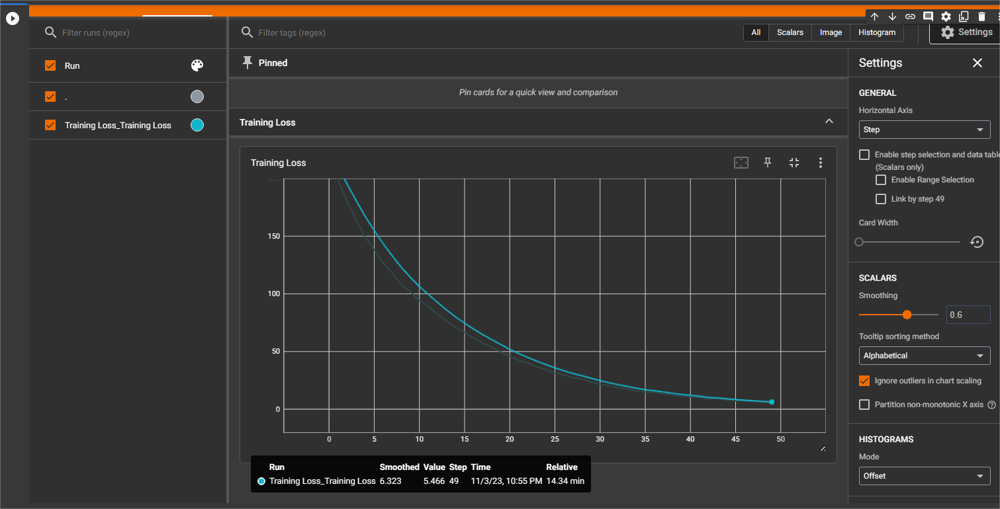 Filter runs (regex)
Filter tags (regex)
All Scalars Image Histogram
Settings
Run
.
Training Loss_Training Loss
Pinned
Pin cards for a quick view and comparison
Training Loss
Training Loss
150
100
50
0
0 5 10 15 20 25 30 35 40 45 50
Run Smoothed Value Step Time Relative
Training Loss_Training Loss 6.323 5.466 49 11/3/23, 10:55 PM 14.34 min
Settings
GENERAL
Horizontal Axis
Step
Enable step selection and data table
(Scalars only)
Enable Range Selection
Link by step 49
Card Width
SCALARS
Smoothing
0.6
Tooltip sorting method
Alphabetical
Ignore outliers in chart scaling
Partition non-monotonic X axis
HISTOGRAMS
Mode
Offset